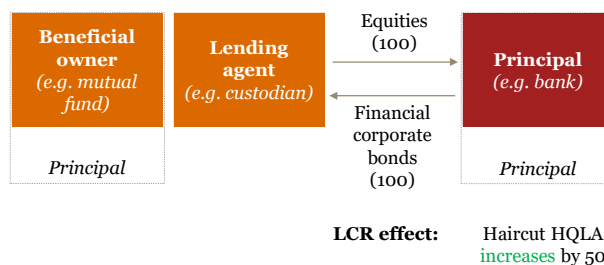 Beneficial
owner
(e.g. mutual
fund)
Principal
Lending
agent
(e.g. custodian)
Equities
(100)
Financial
corporate
bonds
(100)
Principal
(e.g. bank)
Principal
LCR effect:
Haircut HQLA
increases by 50